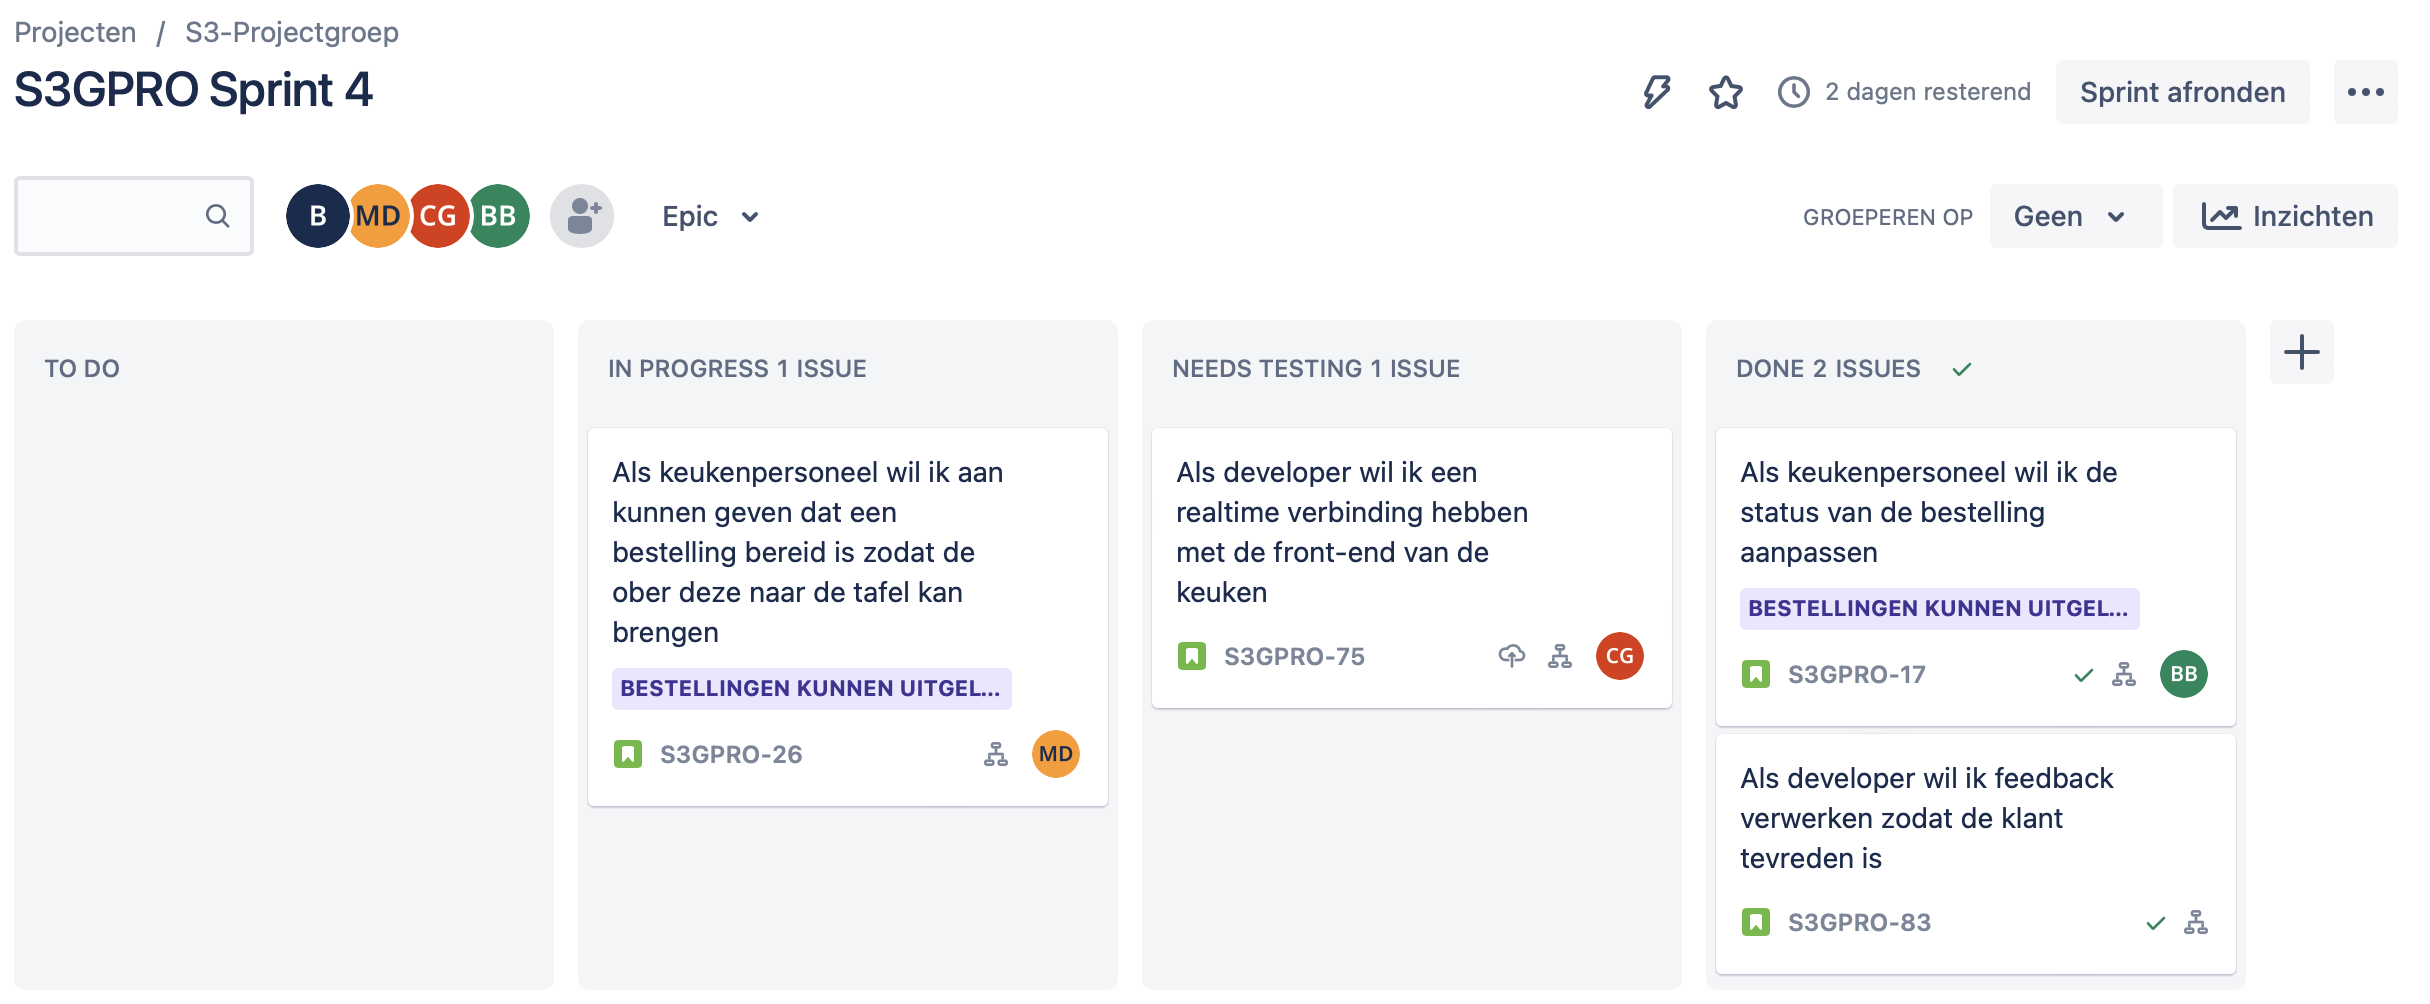 Projecten / S3-Projectgroep
S3GPRO Sprint 4
2 dagen resterend
Sprint afronden
B MD CG BB
Epic
GROEPEREN OP
Geen
Inzichten
TO DO
IN PROGRESS 1 ISSUE
Als keukenpersoneel wil ik aan
kunnen geven dat een
bestelling bereid is zodat de
ober deze naar de tafel kan
brengen
BESTELLINGEN KUNNEN UITGEL...
S3GPRO-26
MD
NEEDS TESTING 1 ISSUE
Als developer wil ik een
realtime verbinding hebben
met de front-end van de
keuken
S3GPRO-75
CG
DONE 2 ISSUES
Als keukenpersoneel wil ik de
status van de bestelling
aanpassen
BESTELLINGEN KUNNEN UITGEL...
S3GPRO-17
BB
Als developer wil ik feedback
verwerken zodat de klant
tevreden is
S3GPRO-83